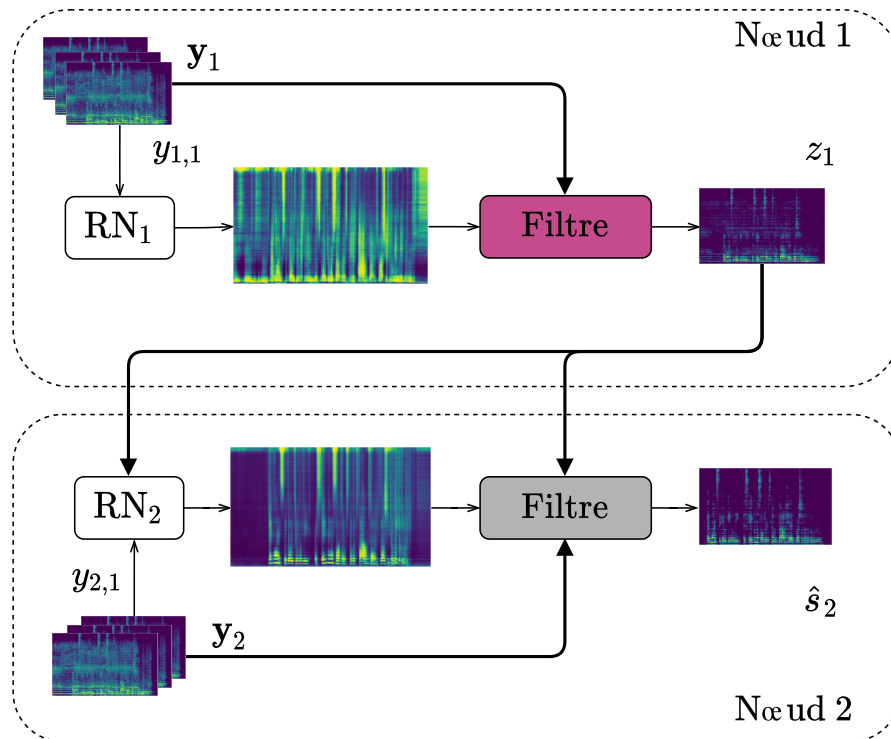 Nœud 1
y₁
y₁,₁
z₁
RN₁
Filtre
RN₂
Filtre
y₂,₁
ŝ₂
y₂
Nœud 2